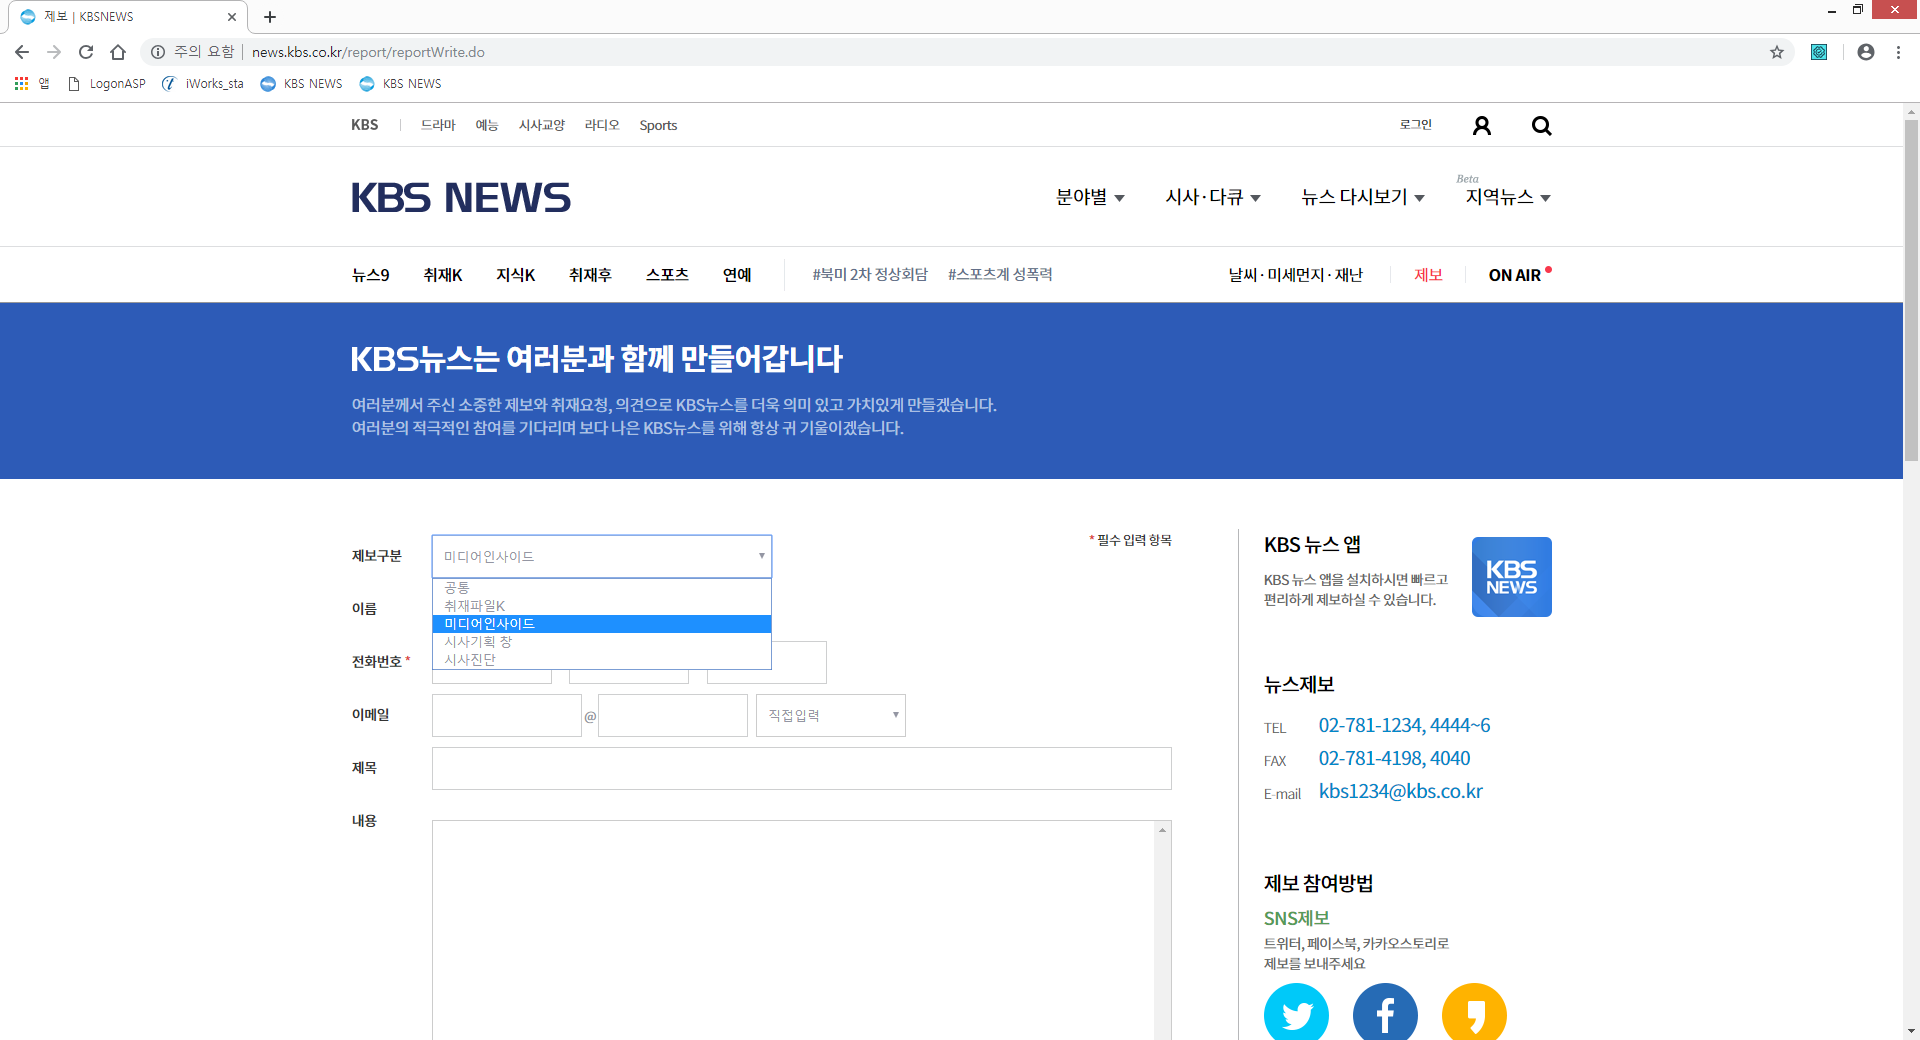 제보 | KBSNEWS
주의 요함 | news.kbs.co.kr/report/reportWrite.do
앱 LogonASP iWorks_sta KBS NEWS KBS NEWS
KBS 드라마 예능 시사교양 라디오 Sports 로그인
KBS NEWS
Beta
분야별 시사·다큐 뉴스 다시보기 지역뉴스
뉴스9 취재K 지식K 취재후 스포츠 연예 #북미 2차 정상회담 #스포츠계 성폭력 날씨·미세먼지·재난 제보 ON AIR
KBS뉴스는 여러분과 함께 만들어갑니다
여러분께서 주신 소중한 제보와 취재요청, 의견으로 KBS뉴스를 더욱 의미 있고 가치있게 만들겠습니다.
여러분의 적극적인 참여를 기다리며 보다 나은 KBS뉴스를 위해 항상 귀 기울이겠습니다.
* 필수 입력 항목
제보구분 미디어인사이드
공통
취재파일K
미디어인사이드
시사기획 창
시사진단
이름
전화번호 *
이메일 @ 직접입력
제목
내용
KBS 뉴스 앱
KBS 뉴스 앱을 설치하시면 빠르고
편리하게 제보하실 수 있습니다.
KBS
NEWS
뉴스제보
TEL 02-781-1234, 4444~6
FAX 02-781-4198, 4040
E-mail kbs1234@kbs.co.kr
제보 참여방법
SNS제보
트위터, 페이스북, 카카오스토리로
제보를 보내주세요